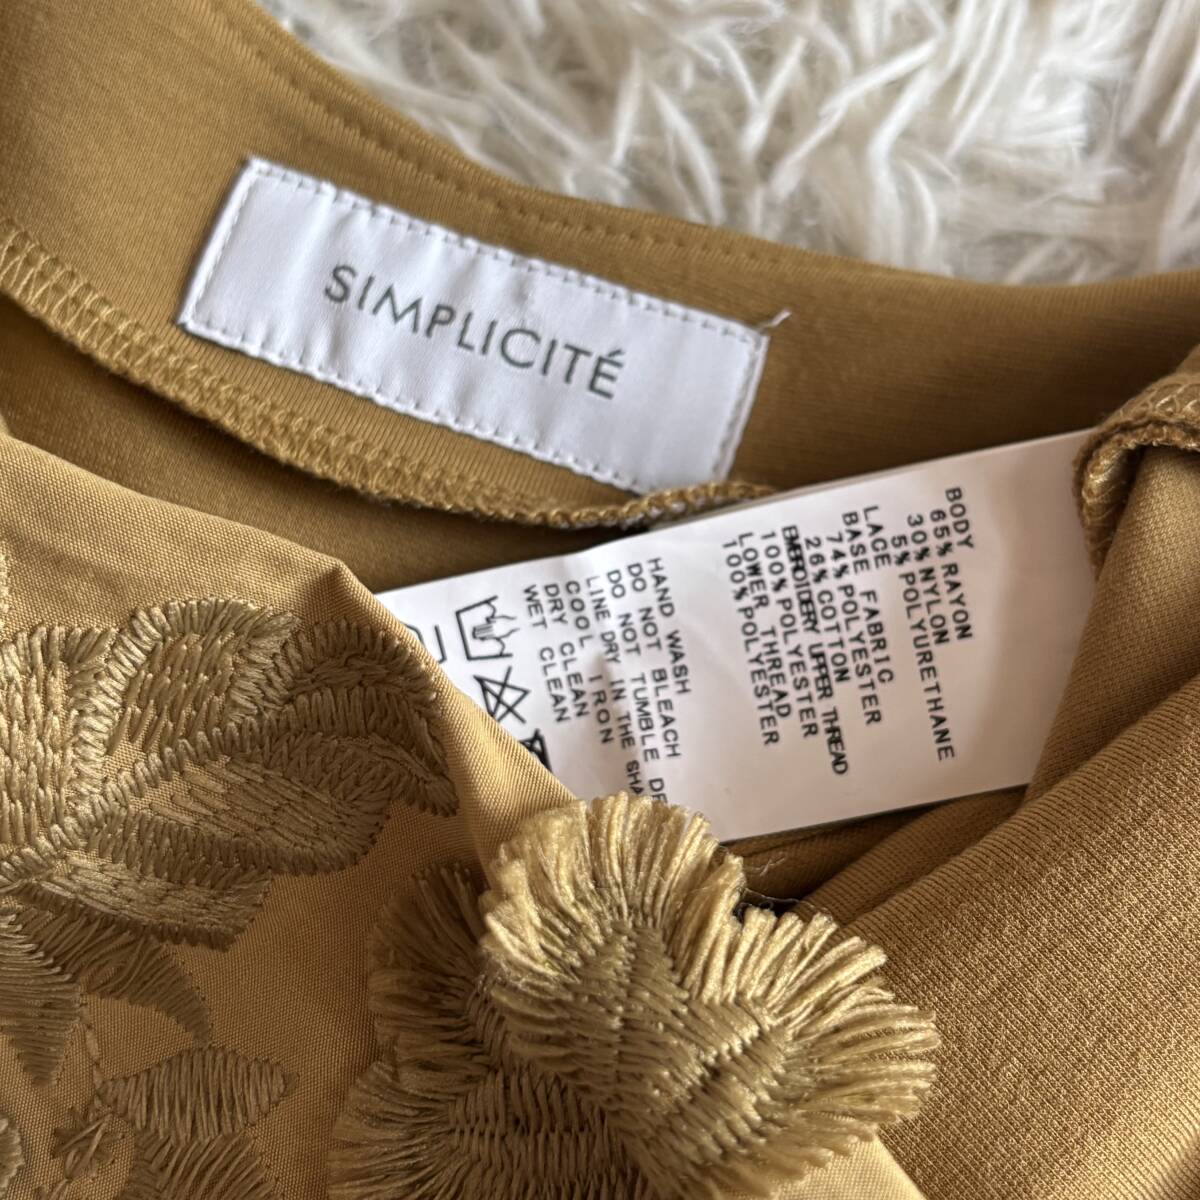 SIMPLICITÉ
BODY
65% RAYON
30% NYLON
5% POLYURETHANE
LACE
BASE FABRIC
74% POLYESTER
26% COTTON
EMBROIDERY UPPER THREAD
100% POLYESTER
LOWER THREAD
100% POLYESTER
HAND WASH
DO NOT BLEACH
DO NOT TUMBLE
LINE DRY IN THE
COOL IRON
DRY CLEAN
WET CLEAN